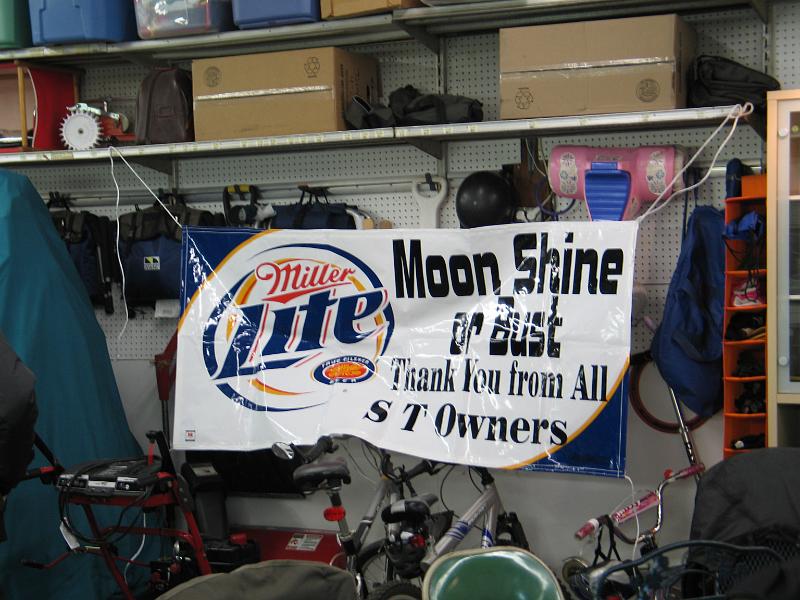 Miller
Lite
TRUE PILSNER
BEER
Moon Shine
or Bust
Thank You from All
S T Owners